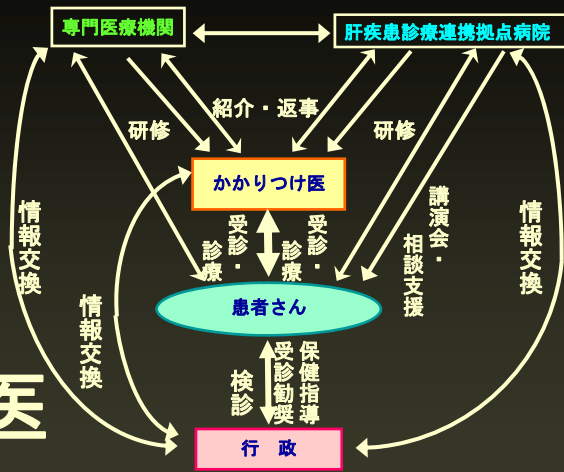 専門医療機関
肝疾患診療連携拠点病院
紹介・返事
研修
研修
かかりつけ医
受診・
診療
受診・
診療
講演会・
相談支援
情報交換
情報交換
情報交換
患者さん
検診
保健指導
受診勧奨
医
行 政